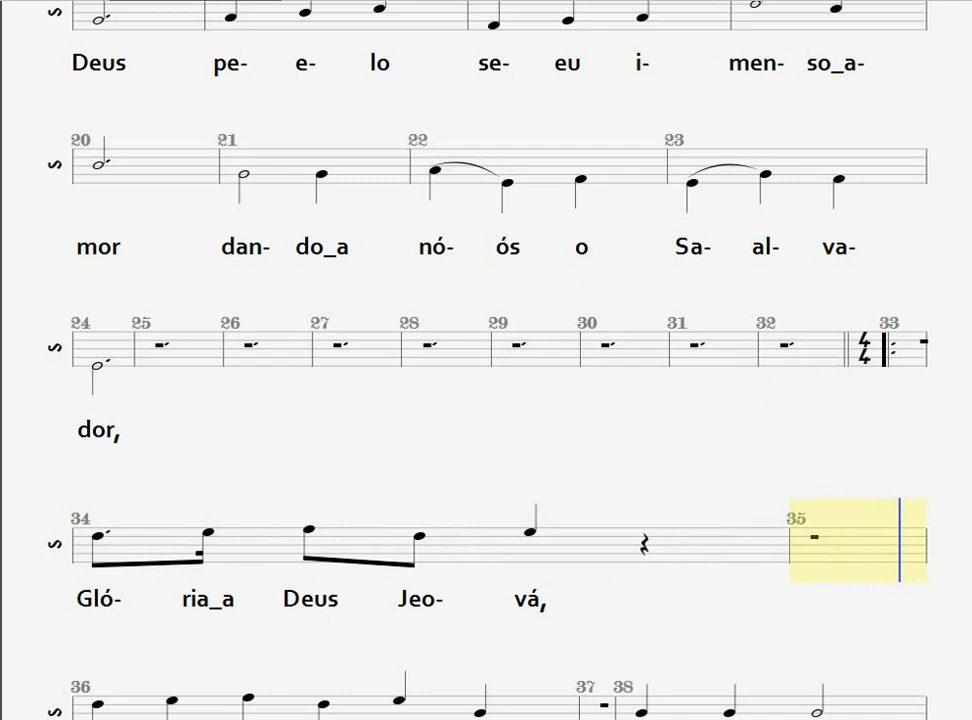 Deus pe- e- lo se- eu i- men- so_a-
20 21 22 23
S
mor dan- do_a nó- ós o Sa- al- va-
24 25 26 27 28 29 30 31 32 33
S 4 4
dor,
34 35
S
Gló- ria_a Deus Jeo- vá,
36 37 38
S